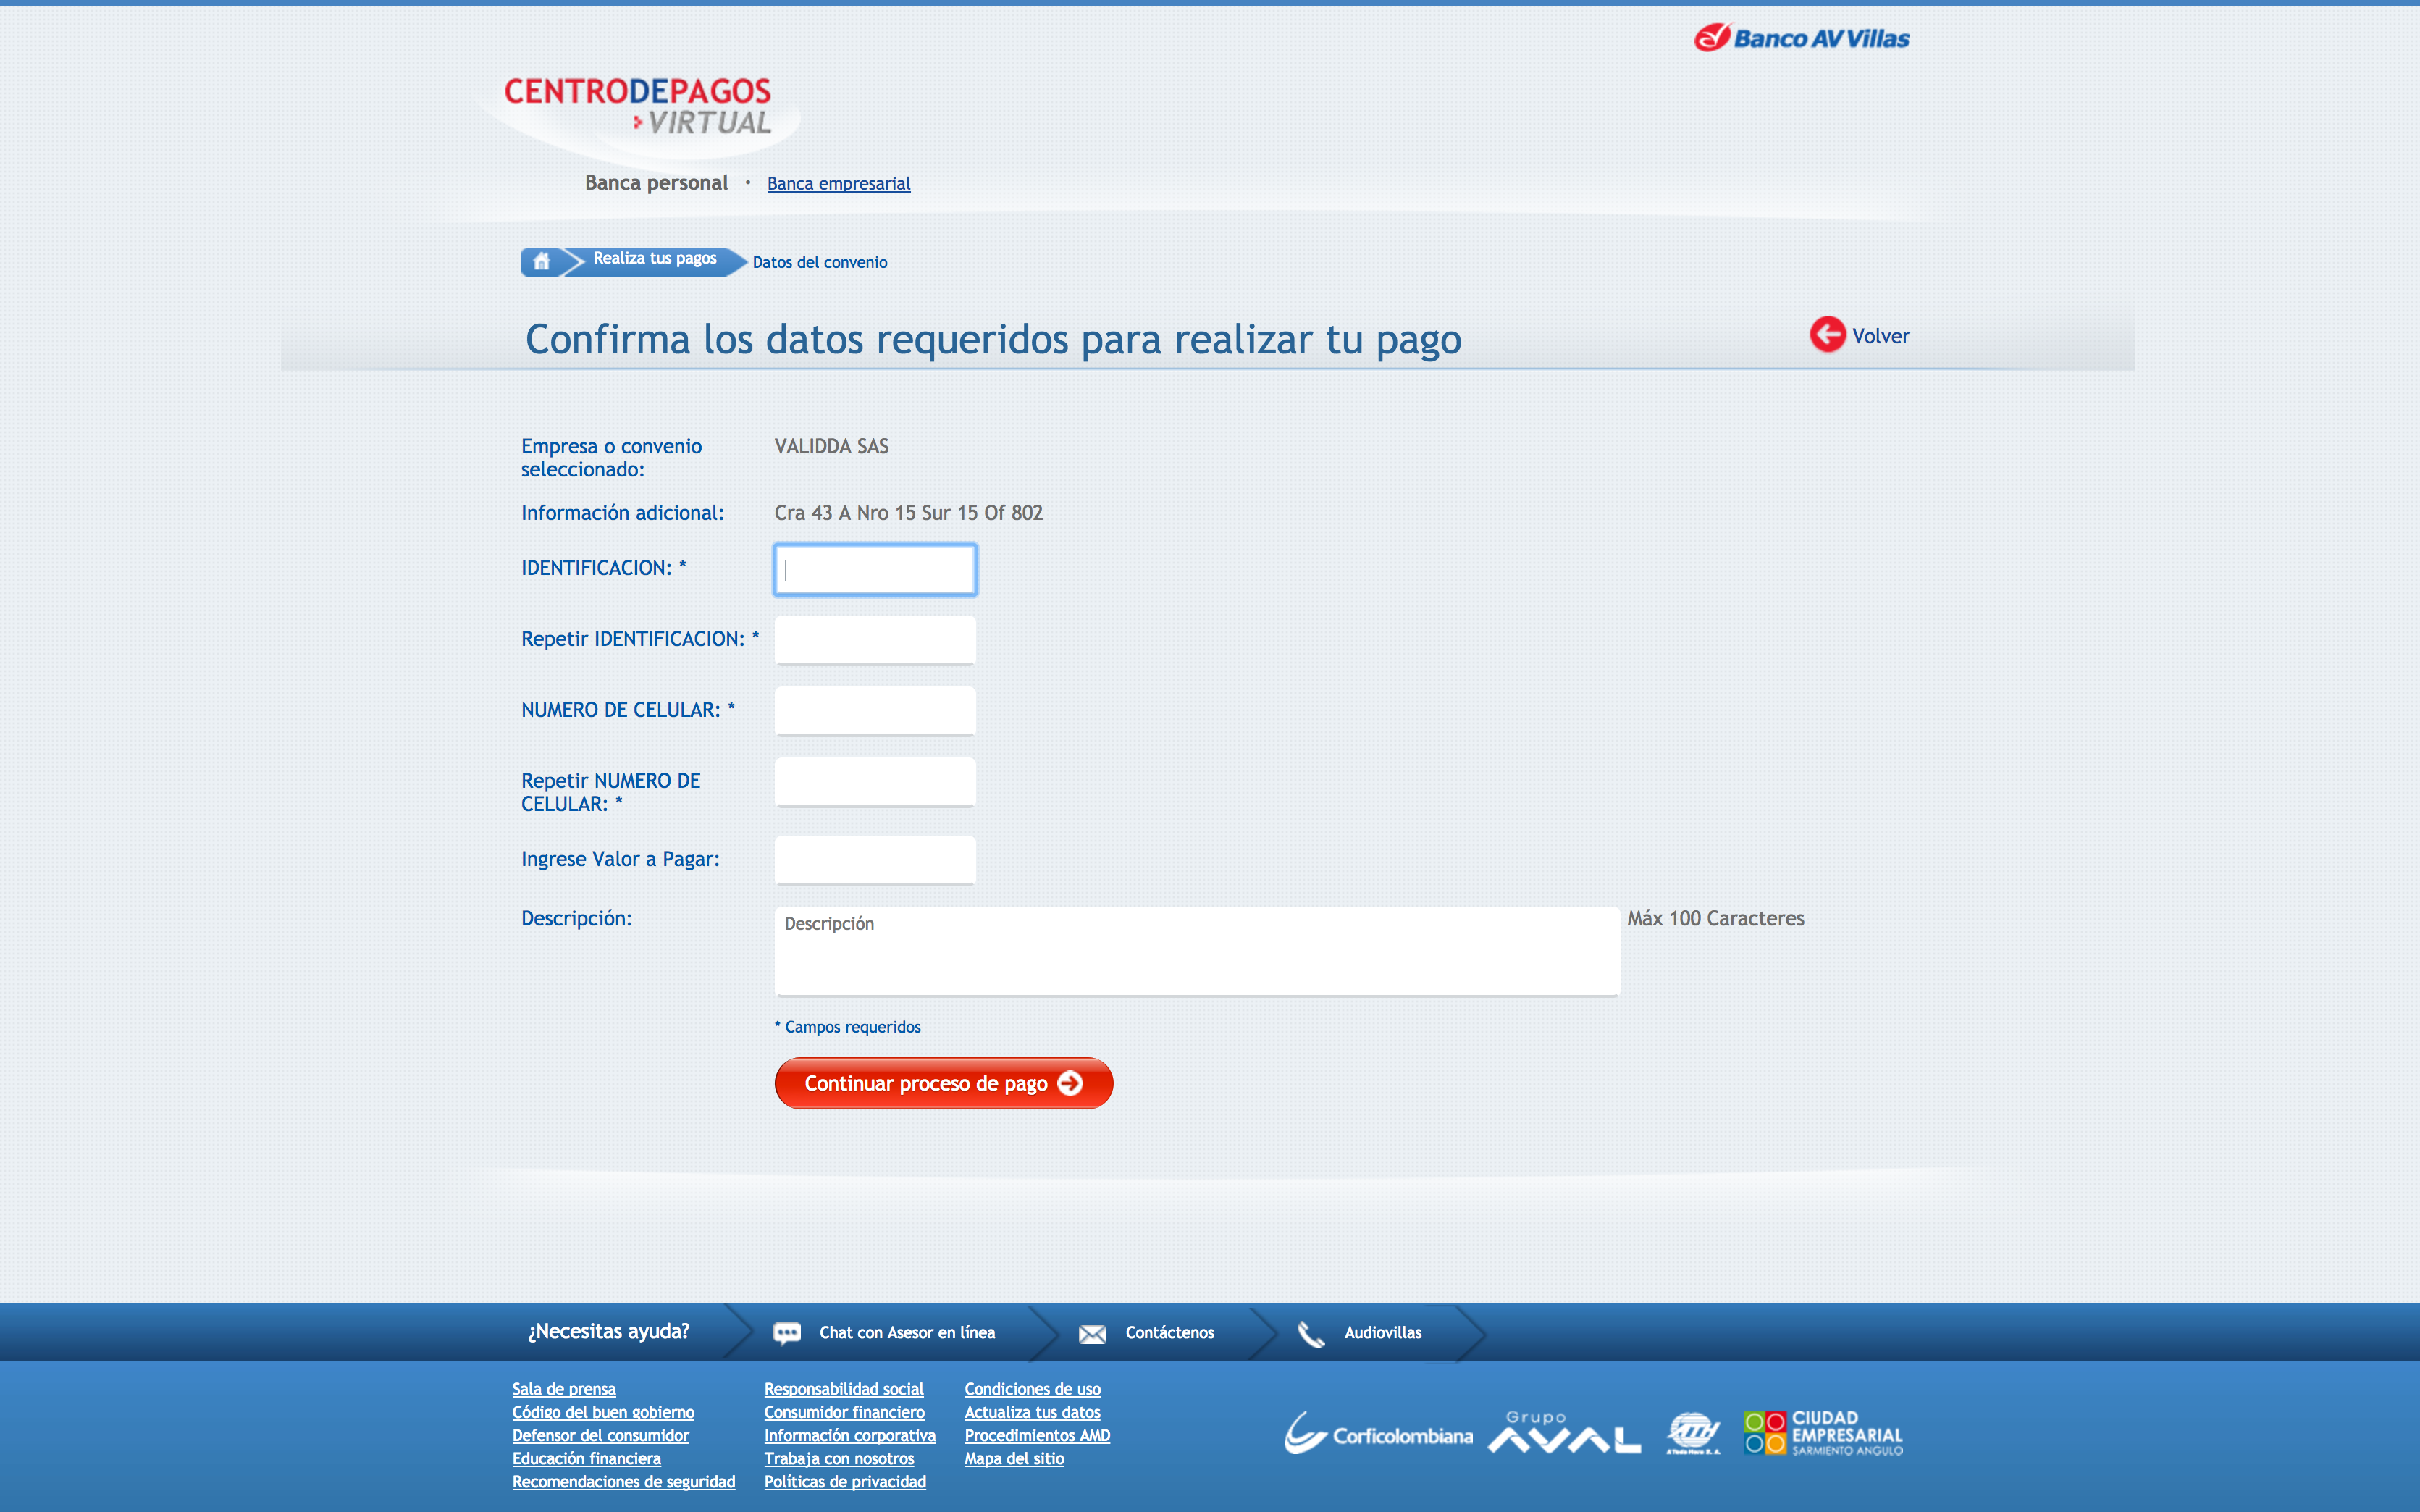 Banco AV Villas
CENTRODEPAGOS
VIRTUAL
Banca personal · Banca empresarial
Realiza tus pagos Datos del convenio
Confirma los datos requeridos para realizar tu pago
Volver
Empresa o convenio seleccionado: VALIDDA SAS
Información adicional: Cra 43 A Nro 15 Sur 15 Of 802
IDENTIFICACION: *
Repetir IDENTIFICACION: *
NUMERO DE CELULAR: *
Repetir NUMERO DE
CELULAR: *
Ingrese Valor a Pagar:
Descripción: Descripción Máx 100 Caracteres
* Campos requeridos
Continuar proceso de pago
¿Necesitas ayuda? Chat con Asesor en línea Contáctenos Audiovillas
Sala de prensa Responsabilidad social Condiciones de uso
Código del buen gobierno Consumidor financiero Actualiza tus datos
Defensor del consumidor Información corporativa Procedimientos AMD
Educación financiera Trabaja con nosotros Mapa del sitio
Recomendaciones de seguridad Políticas de privacidad
Corficolombiana
Grupo
AVAL
ATH
A Toda Hora S. A.
CIUDAD
EMPRESARIAL
SARMIENTO ANGULO